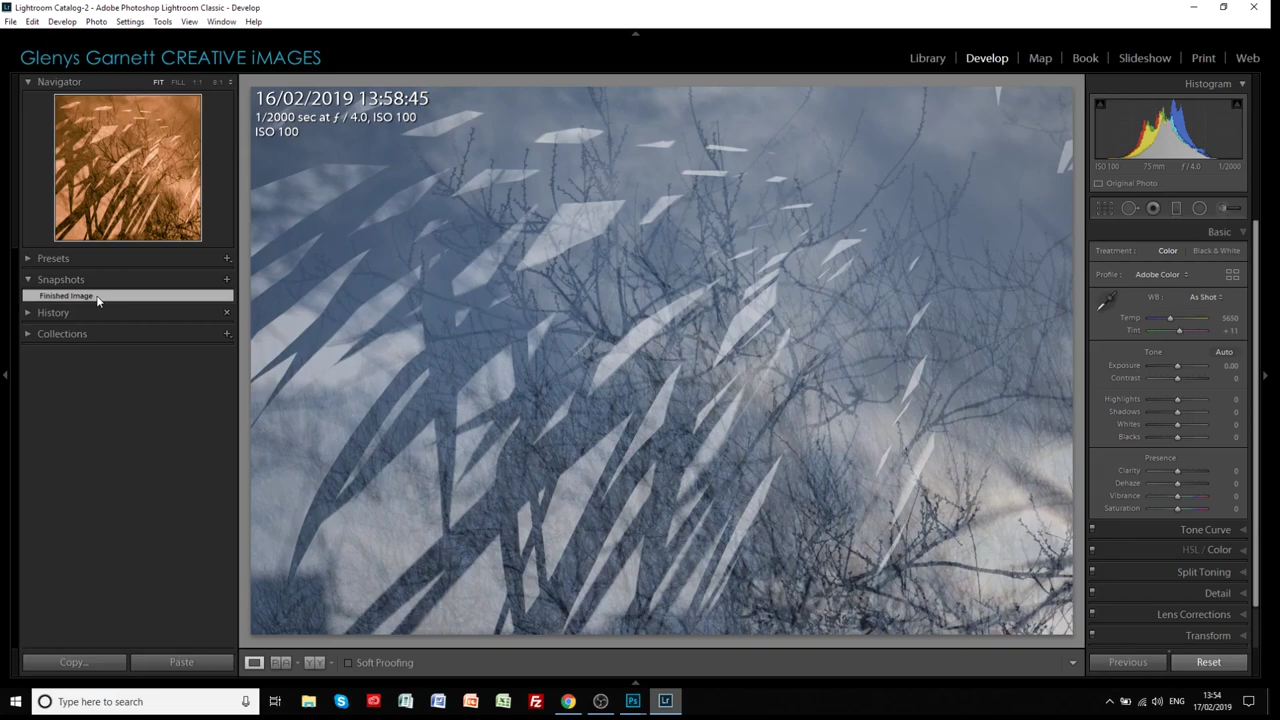 Lightroom Catalog-2 - Adobe Photoshop Lightroom Classic - Develop
File Edit Develop Photo Settings Tools View Window Help
Glenys Garnett CREATIVE iMAGES
Library Develop Map Book Slideshow Print Web
Navigator FIT FILL 1:1 8:1
Presets
Snapshots
Finished Image
History
Collections
Copy... Paste
16/02/2019 13:58:45
1/2000 sec at ƒ / 4.0, ISO 100
ISO 100
Soft Proofing
Histogram
ISO 100 75 mm ƒ / 4.0 1/2000
Original Photo
Basic
Treatment : Color Black & White
Profile : Adobe Color
WB : As Shot
Temp 5650
Tint + 11
Tone Auto
Exposure 0.00
Contrast 0
Highlights 0
Shadows 0
Whites 0
Blacks 0
Presence
Clarity 0
Dehaze 0
Vibrance 0
Saturation 0
Tone Curve
HSL / Color
Split Toning
Detail
Lens Corrections
Transform
Previous Reset
Type here to search
Ps Lr
ENG
13:54
17/02/2019